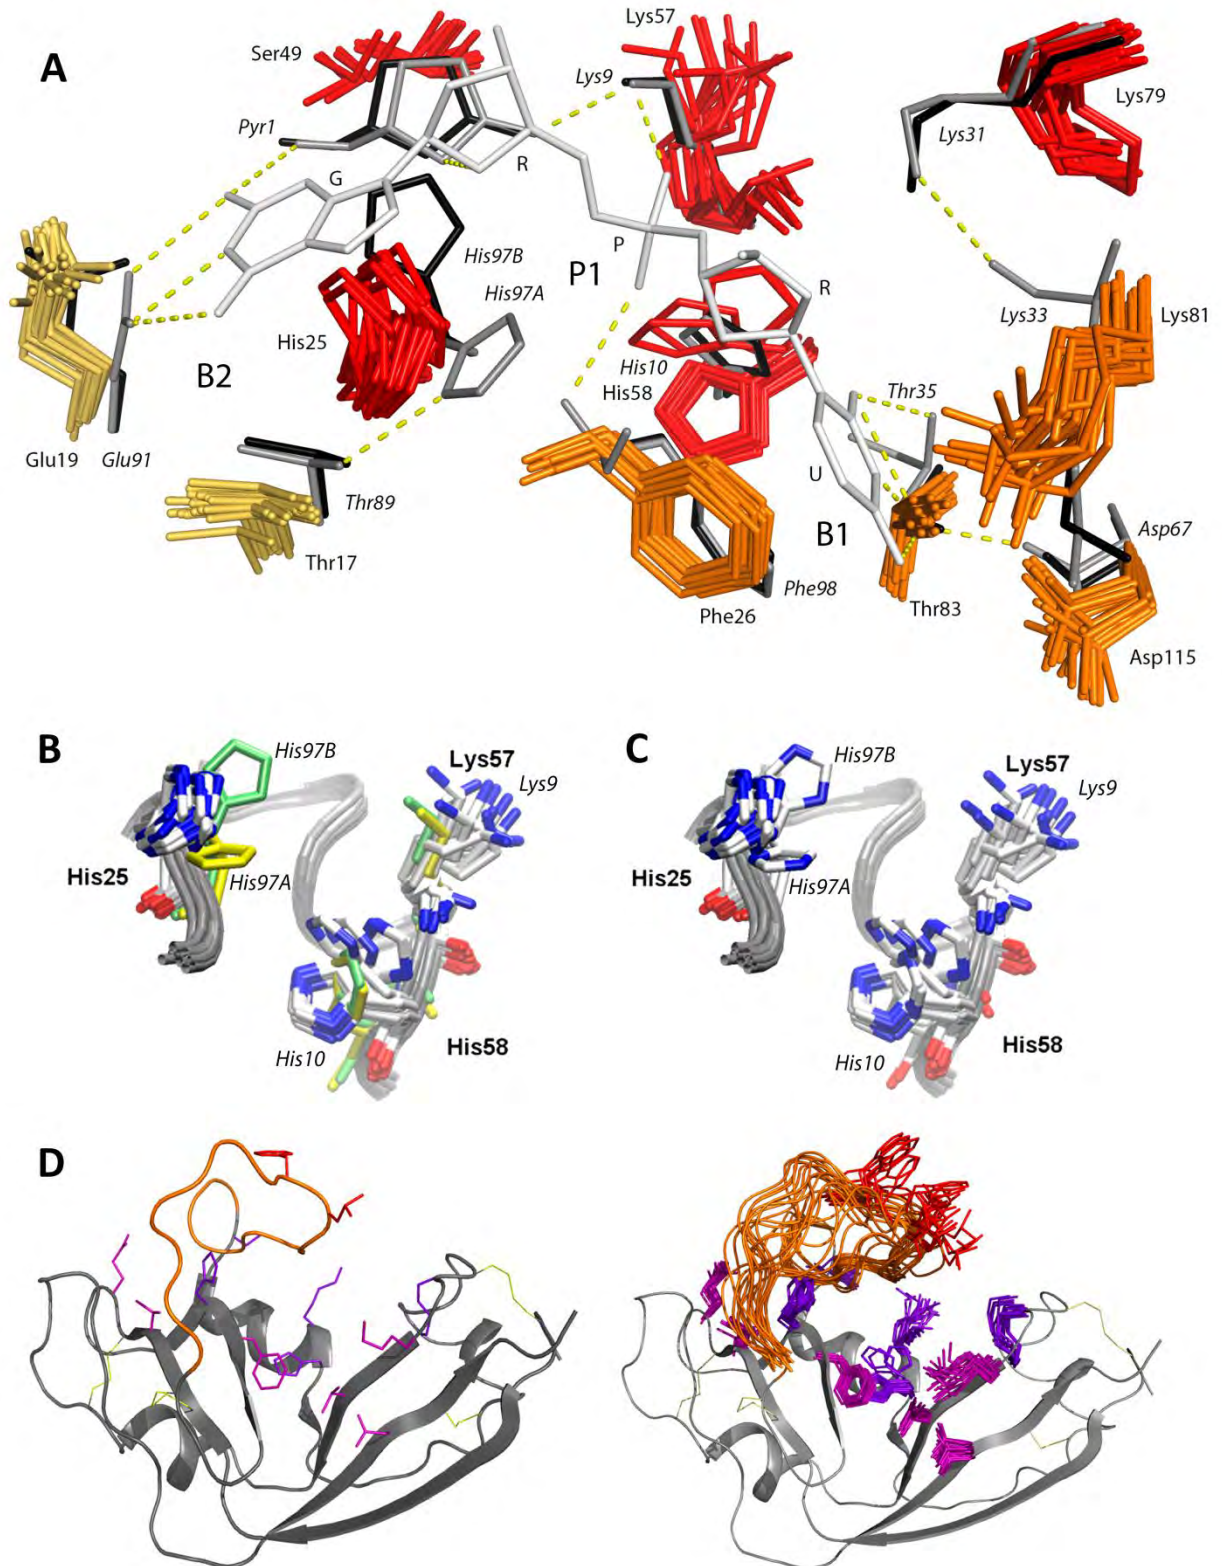 A
Ser49
Lys57
Lys9
Lys79
Lys31
Pyr1
G
R
His97B
P
P1
His97A
R
His25
Lys33
Lys81
B2
His10
His58
Thr35
Glu19
Glu91
Thr89
U
B1
Asp67
Thr17
Phe98
Thr83
Phe26
Asp115
B
His97B
Lys57
Lys9
His25
His97A
His10
His58
C
His97B
Lys57
Lys9
His25
His97A
His10
His58
D